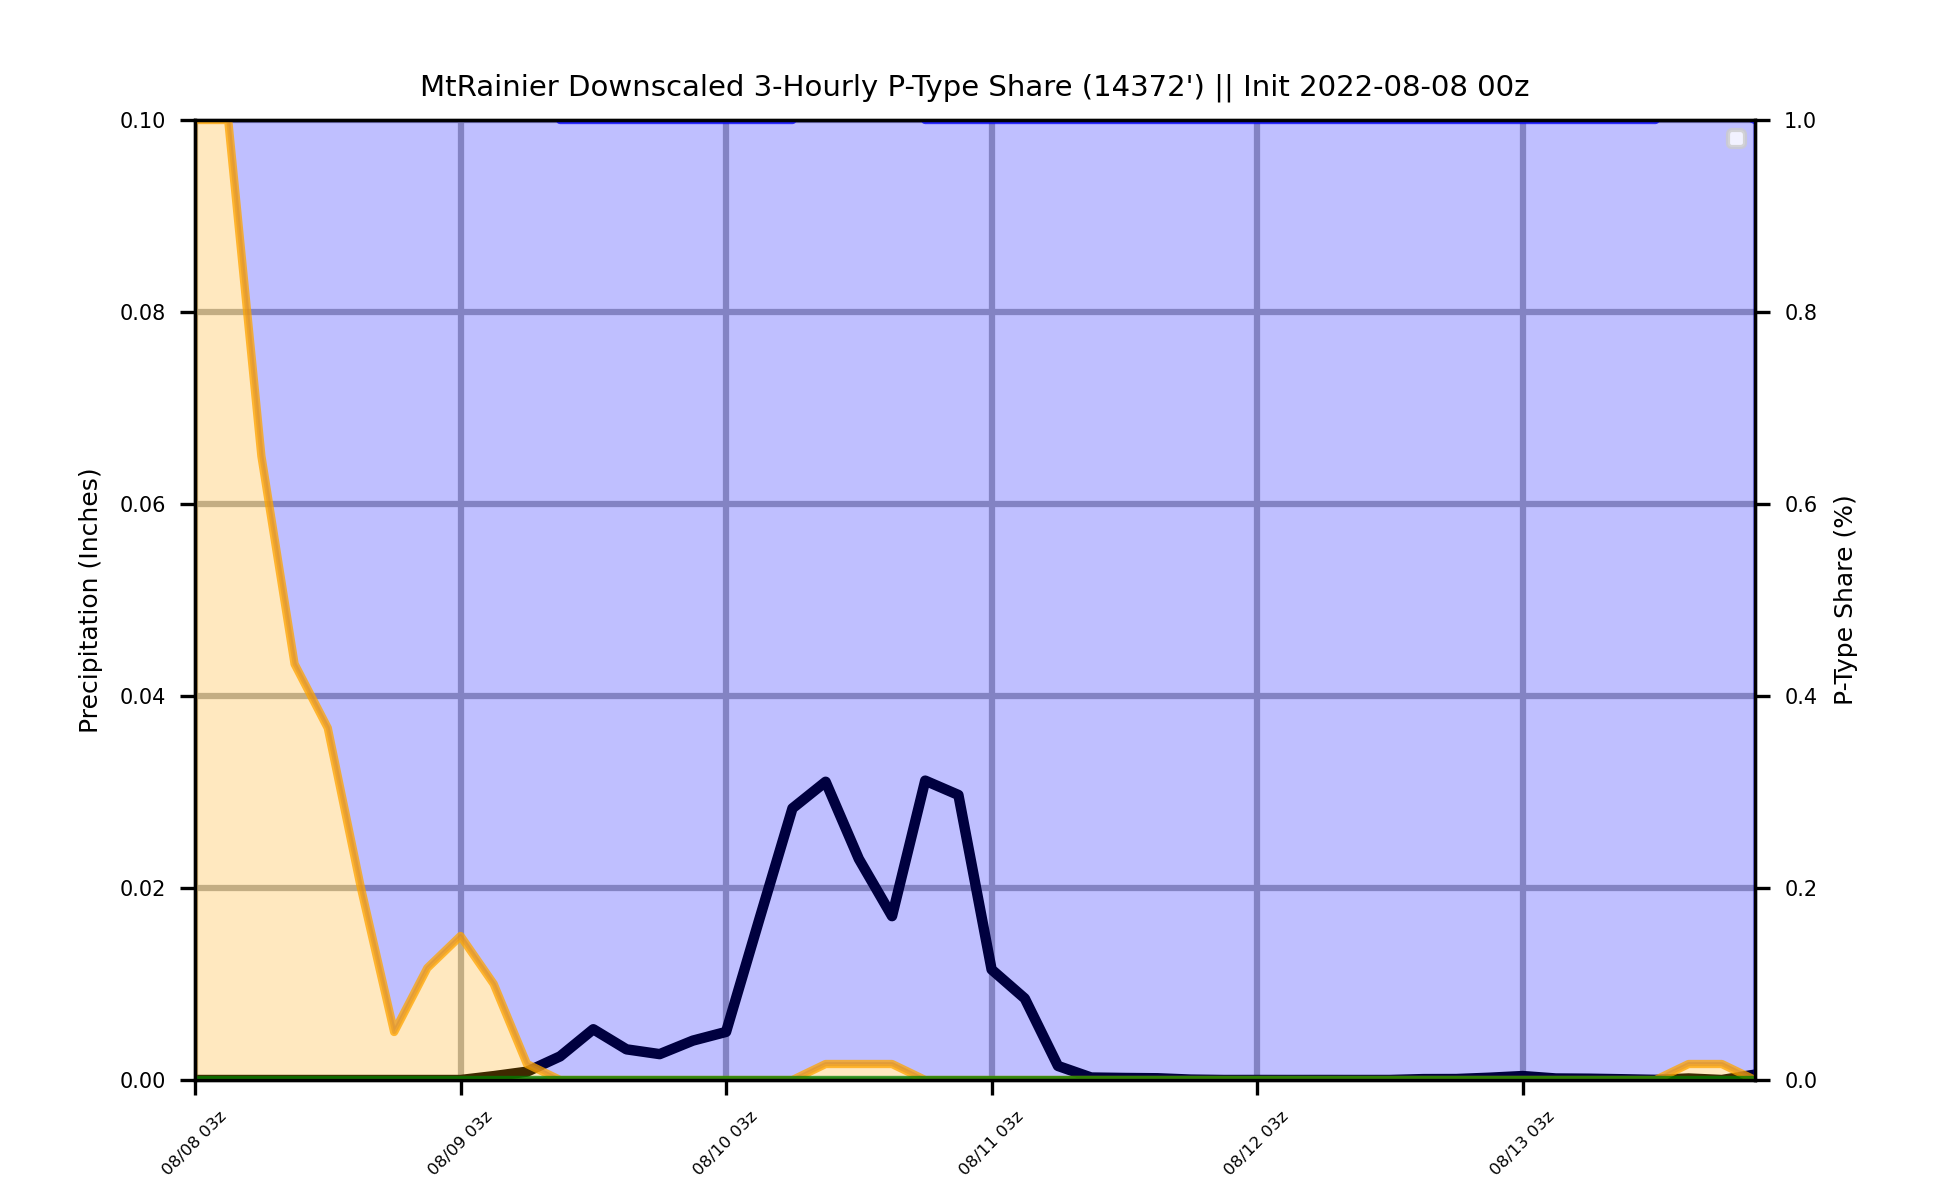 MtRainier Downscaled 3-Hourly P-Type Share (14372') || Init 2022-08-08 00z
Precipitation (Inches)
0.10
0.08
0.06
0.04
0.02
0.00
1.0
0.8
0.6
0.4
0.2
0.0
P-Type Share (%)
08/08 03z
08/09 03z
08/10 03z
08/11 03z
08/12 03z
08/13 03z